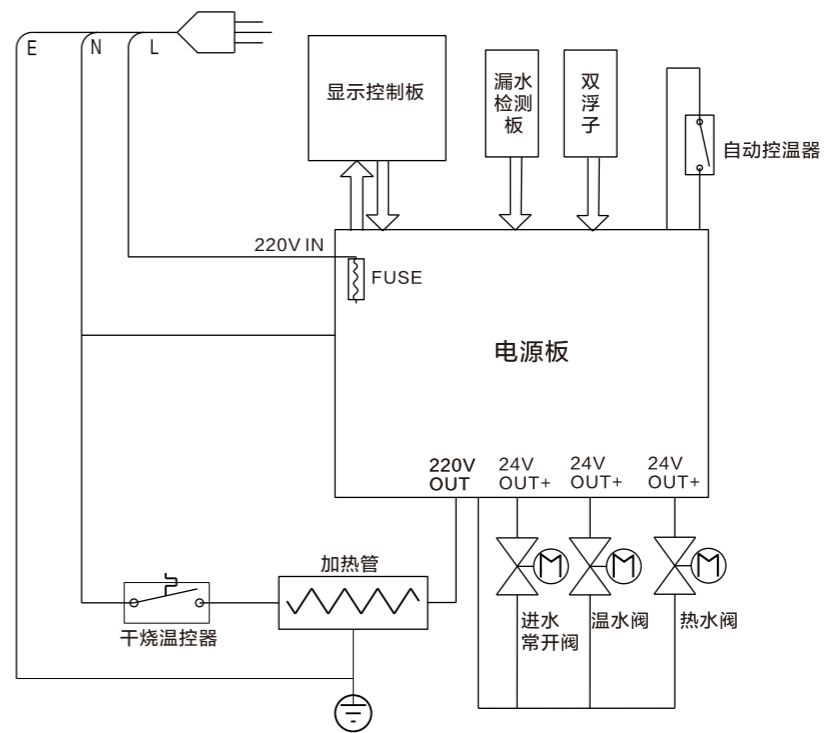 E
N
L
显示控制板
漏水
检测
板
双
浮
子
自动控温器
220V IN
FUSE
电源板
220V
OUT
24V
OUT+
24V
OUT+
24V
OUT+
加热管
干烧温控器
M
M
M
进水
常开阀
温水阀
热水阀